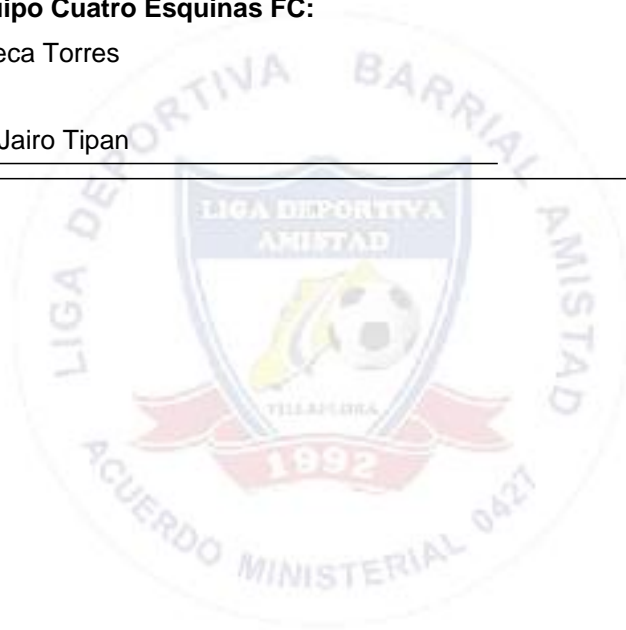 uipo Cuatro Esquinas FC:
eca Torres
Jairo Tipan
LIGA DEPORTIVA BARRIAL AMISTAD
LIGA DEPORTIVA
AMISTAD
VILLAFLORA
1992
ACUERDO MINISTERIAL 0427